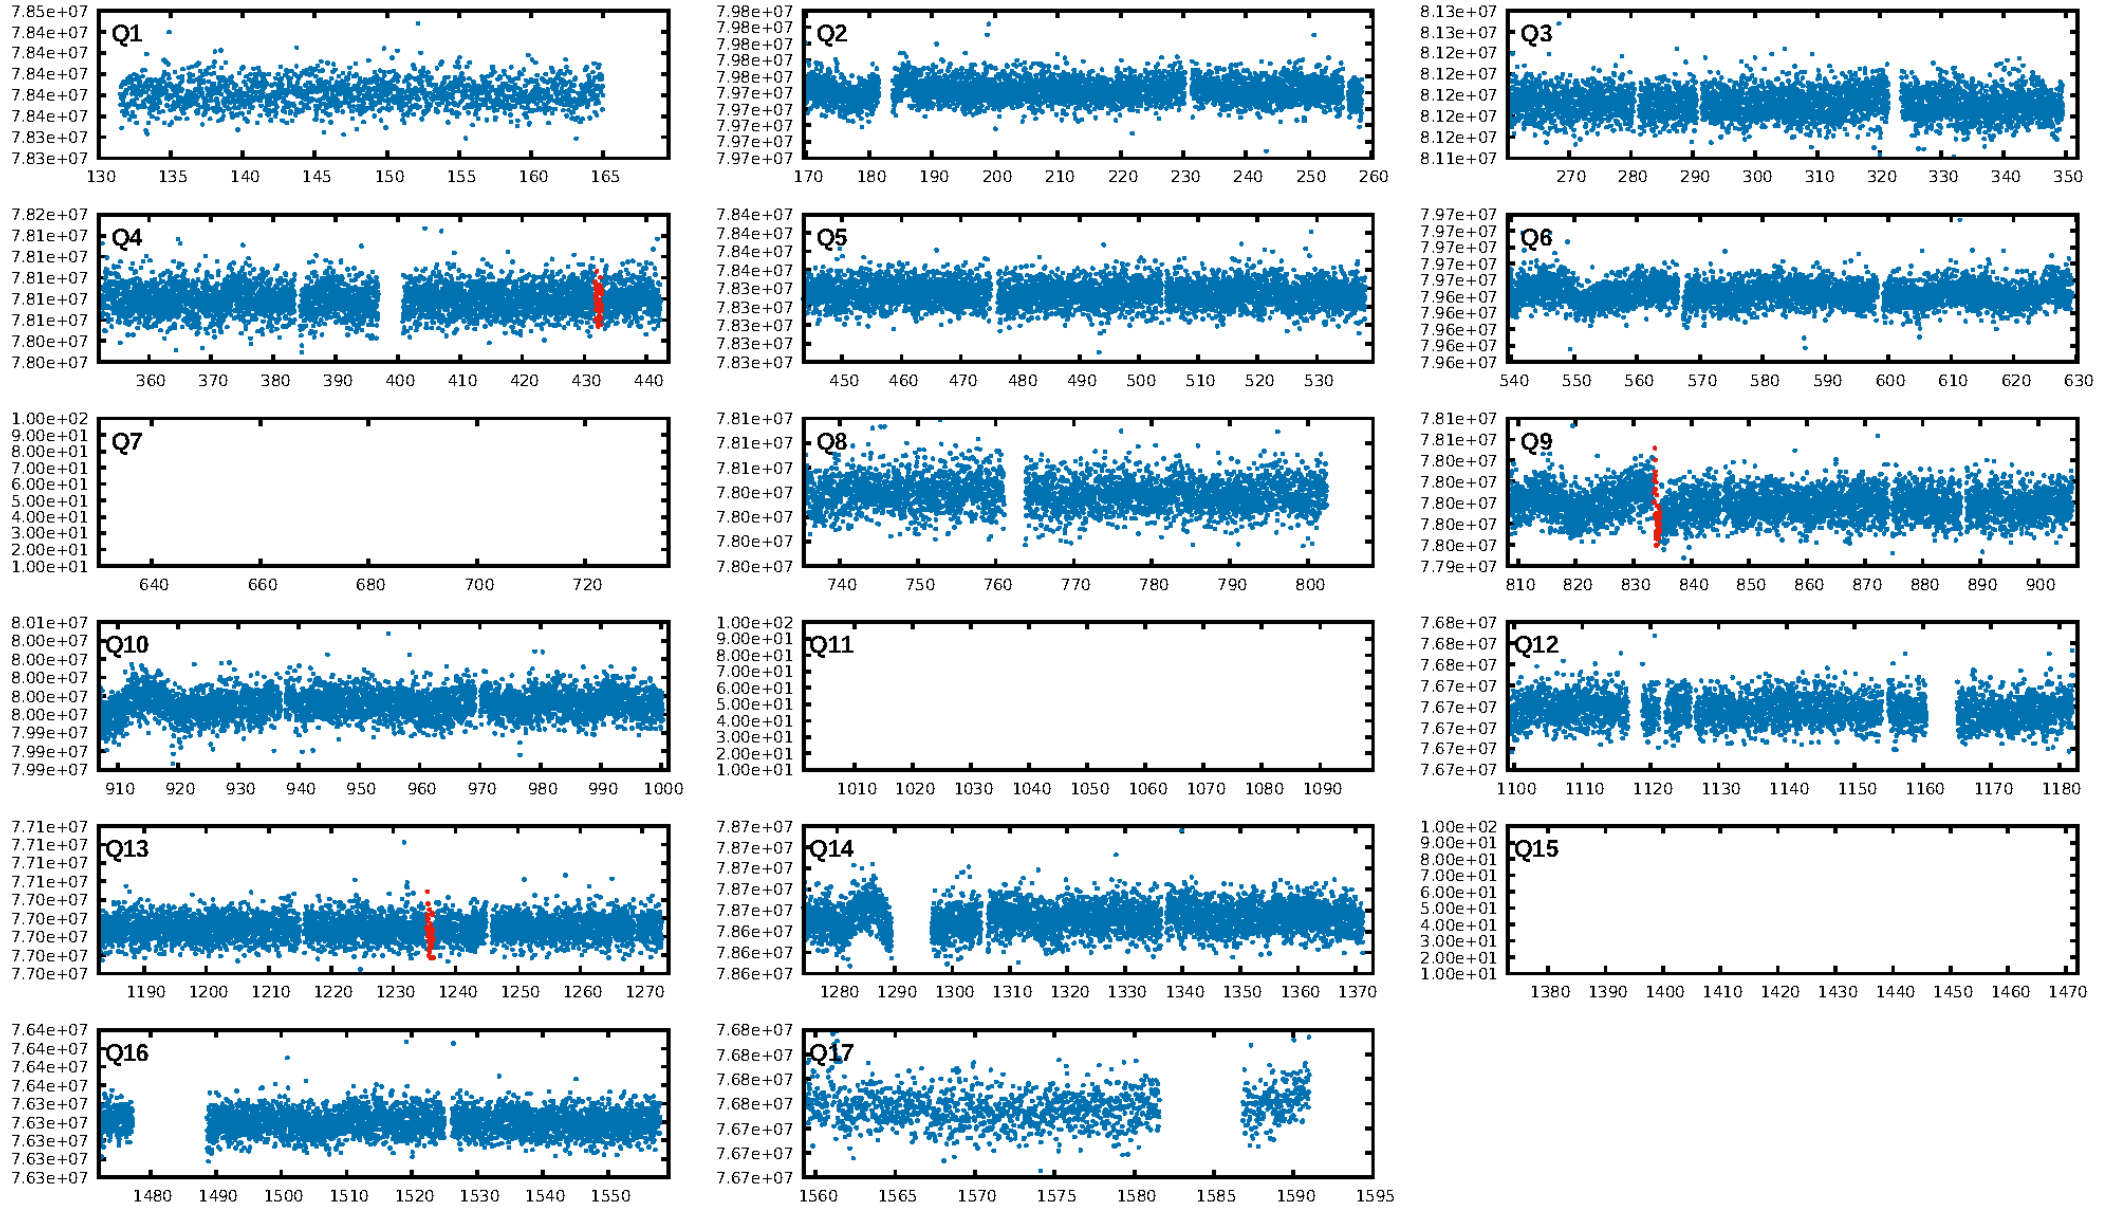 7.85e+07 7.84e+07 7.84e+07 7.84e+07 7.84e+07 7.84e+07 7.83e+07 7.83e+07
Q1
130 135 140 145 150 155 160 165
7.98e+07 7.98e+07 7.98e+07 7.98e+07 7.98e+07 7.97e+07 7.97e+07 7.97e+07 7.97e+07 7.97e+07
Q2
170 180 190 200 210 220 230 240 250 260
8.13e+07 8.13e+07 8.12e+07 8.12e+07 8.12e+07 8.12e+07 8.12e+07 8.11e+07
Q3
270 280 290 300 310 320 330 340 350
7.82e+07 7.81e+07 7.81e+07 7.81e+07 7.81e+07 7.81e+07 7.80e+07 7.80e+07
Q4
360 370 380 390 400 410 420 430 440
7.84e+07 7.84e+07 7.84e+07 7.84e+07 7.83e+07 7.83e+07 7.83e+07 7.83e+07 7.83e+07
Q5
450 460 470 480 490 500 510 520 530
7.97e+07 7.97e+07 7.97e+07 7.97e+07 7.97e+07 7.96e+07 7.96e+07 7.96e+07 7.96e+07 7.96e+07
Q6
540 550 560 570 580 590 600 610 620 630
1.00e+02 9.00e+01 8.00e+01 7.00e+01 6.00e+01 5.00e+01 4.00e+01 3.00e+01 2.00e+01 1.00e+01
Q7
640 660 680 700 720
7.81e+07 7.81e+07 7.81e+07 7.80e+07 7.80e+07 7.80e+07 7.80e+07
Q8
740 750 760 770 780 790 800
7.81e+07 7.81e+07 7.80e+07 7.80e+07 7.80e+07 7.80e+07 7.80e+07 7.79e+07
Q9
810 820 830 840 850 860 870 880 890 900
8.01e+07 8.00e+07 8.00e+07 8.00e+07 8.00e+07 8.00e+07 7.99e+07 7.99e+07 7.99e+07
Q10
910 920 930 940 950 960 970 980 990 1000
1.00e+02 9.00e+01 8.00e+01 7.00e+01 6.00e+01 5.00e+01 4.00e+01 3.00e+01 2.00e+01 1.00e+01
Q11
1010 1020 1030 1040 1050 1060 1070 1080 1090
7.68e+07 7.68e+07 7.68e+07 7.67e+07 7.67e+07 7.67e+07 7.67e+07 7.67e+07
Q12
1100 1110 1120 1130 1140 1150 1160 1170 1180
7.71e+07 7.71e+07 7.71e+07 7.71e+07 7.70e+07 7.70e+07 7.70e+07 7.70e+07 7.70e+07
Q13
1190 1200 1210 1220 1230 1240 1250 1260 1270
7.87e+07 7.87e+07 7.87e+07 7.87e+07 7.87e+07 7.86e+07 7.86e+07 7.86e+07
Q14
1280 1290 1300 1310 1320 1330 1340 1350 1360 1370
1.00e+02 9.00e+01 8.00e+01 7.00e+01 6.00e+01 5.00e+01 4.00e+01 3.00e+01 2.00e+01 1.00e+01
Q15
1380 1390 1400 1410 1420 1430 1440 1450 1460 1470
7.64e+07 7.64e+07 7.64e+07 7.64e+07 7.63e+07 7.63e+07 7.63e+07 7.63e+07 7.63e+07
Q16
1480 1490 1500 1510 1520 1530 1540 1550
7.68e+07 7.68e+07 7.68e+07 7.68e+07 7.67e+07 7.67e+07 7.67e+07
Q17
1560 1565 1570 1575 1580 1585 1590 1595